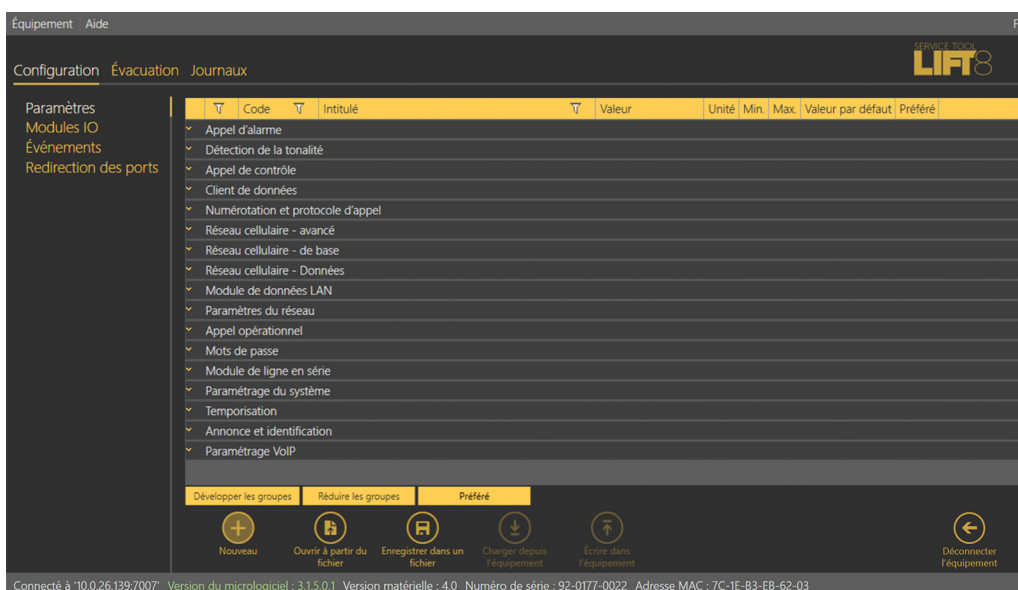 Équipement Aide
SERVICE TOOL
LIFT8
Configuration Évacuation Journaux
Paramètres
Modules IO
Événements
Redirection des ports
Code Intitulé Valeur Unité Min. Max. Valeur par défaut Préféré
Appel d'alarme
Détection de la tonalité
Appel de contrôle
Client de données
Numérotation et protocole d'appel
Réseau cellulaire - avancé
Réseau cellulaire - de base
Réseau cellulaire - Données
Module de données LAN
Paramètres du réseau
Appel opérationnel
Mots de passe
Module de ligne en série
Paramétrage du système
Temporisation
Annonce et identification
Paramétrage VoIP
Développer les groupes Réduire les groupes Préféré
Nouveau
Ouvrir à partir du fichier
Enregistrer dans un fichier
Charger depuis l'équipement
Écrire dans l'équipement
Déconnecter l'équipement
Connecté à '10.0.26.139:7007' Version du micrologiciel : 3.1.5.0.1 Version matérielle : 4.0 Numéro de série : 92-0177-0022 Adresse MAC : 7C-1E-B3-EB-62-03